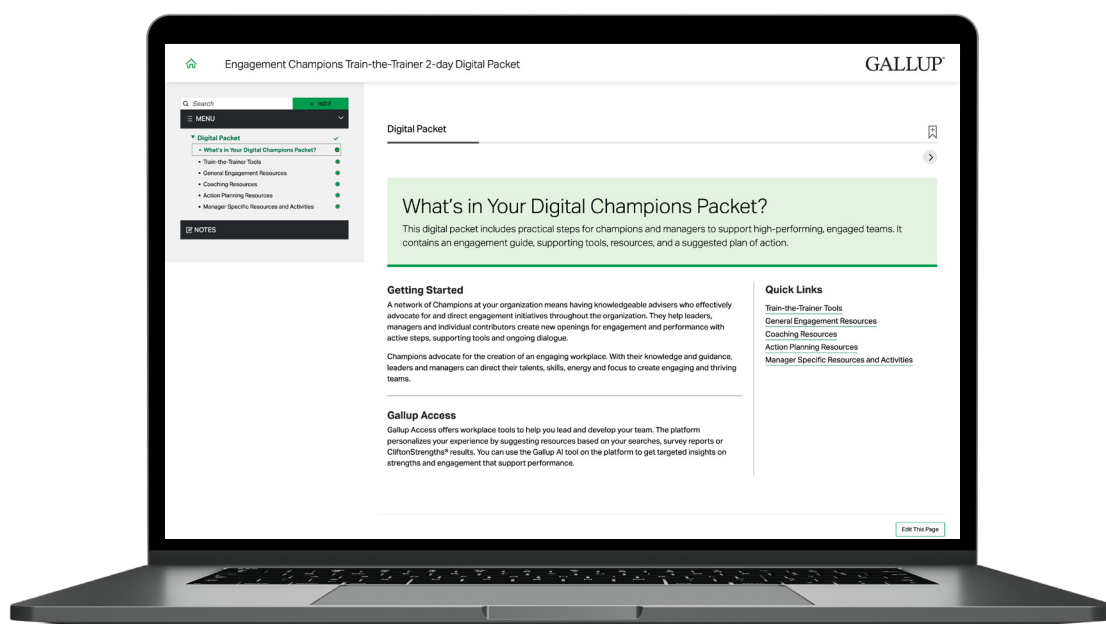 Engagement Champions Train-the-Trainer 2-day Digital Packet
GALLUP®
Search
× HIDE
MENU
Digital Packet
• What's in Your Digital Champions Packet?
• Train-the-Trainer Tools
• General Engagement Resources
• Coaching Resources
• Action Planning Resources
• Manager Specific Resources and Activities
NOTES
Digital Packet
What's in Your Digital Champions Packet?
This digital packet includes practical steps for champions and managers to support high-performing, engaged teams. It
contains an engagement guide, supporting tools, resources, and a suggested plan of action.
Getting Started
A network of Champions at your organization means having knowledgeable advisers who effectively
advocate for and direct engagement initiatives throughout the organization. They help leaders,
managers and individual contributors create new openings for engagement and performance with
active steps, supporting tools and ongoing dialogue.
Champions advocate for the creation of an engaging workplace. With their knowledge and guidance,
leaders and managers can direct their talents, skills, energy and focus to create engaging and thriving
teams.
Gallup Access
Gallup Access offers workplace tools to help you lead and develop your team. The platform
personalizes your experience by suggesting resources based on your searches, survey reports or
CliftonStrengths® results. You can use the Gallup AI tool on the platform to get targeted insights on
strengths and engagement that support performance.
Quick Links
Train-the-Trainer Tools
General Engagement Resources
Coaching Resources
Action Planning Resources
Manager Specific Resources and Activities
Edit This Page